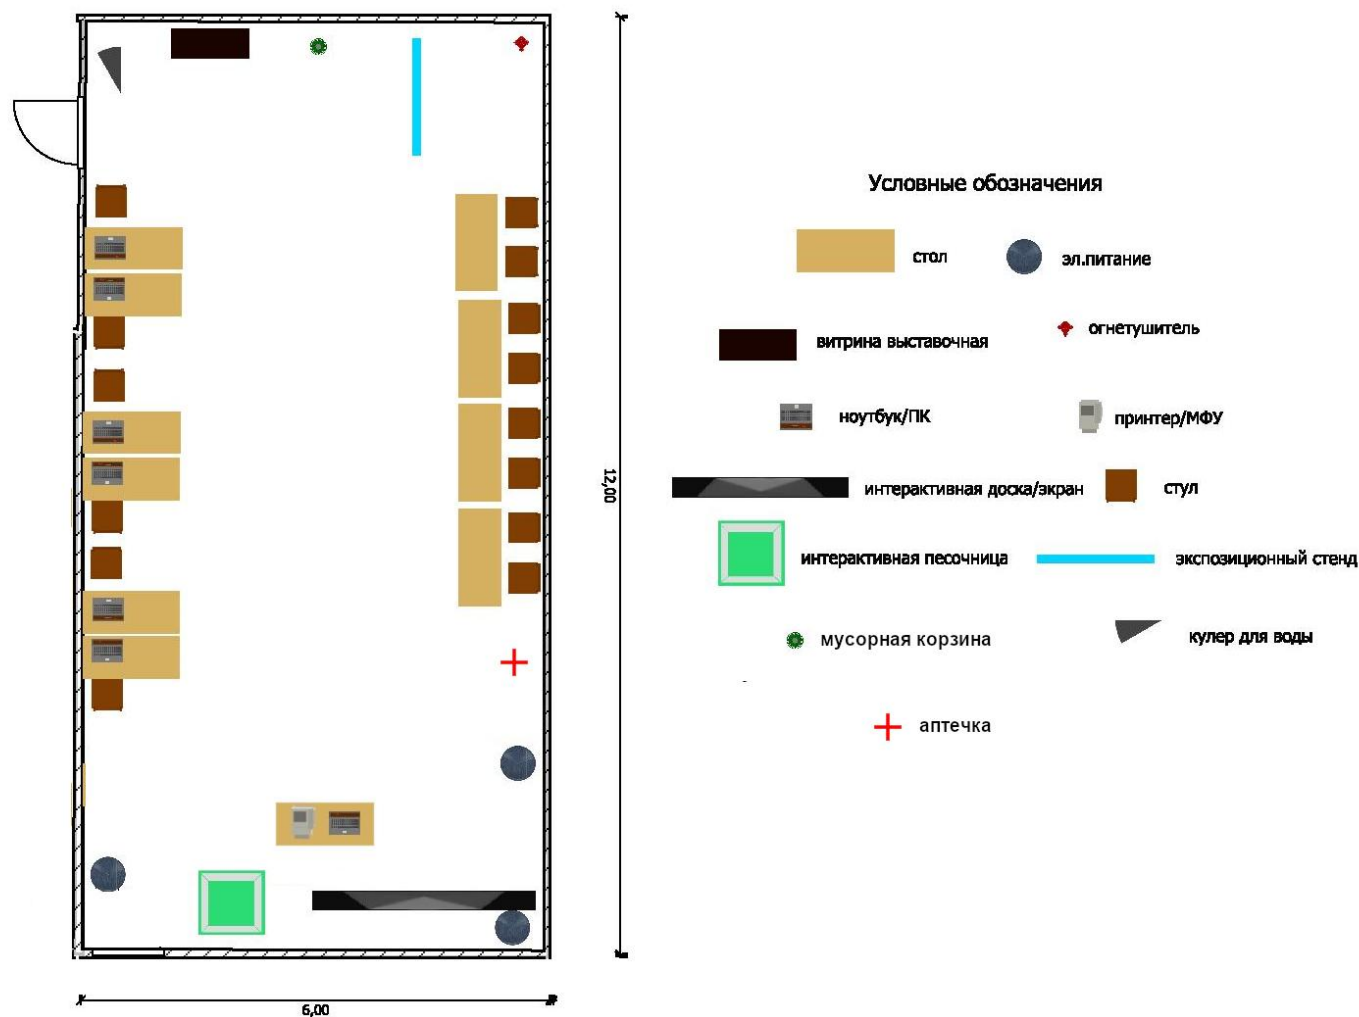 Условные обозначения
стол
эл.питание
витрина выставочная
огнетушитель
ноутбук/ПК
принтер/МФУ
интерактивная доска/экран
стул
интерактивная песочница
экспозиционный стенд
мусорная корзина
кулер для воды
аптечка
12,00
6,00